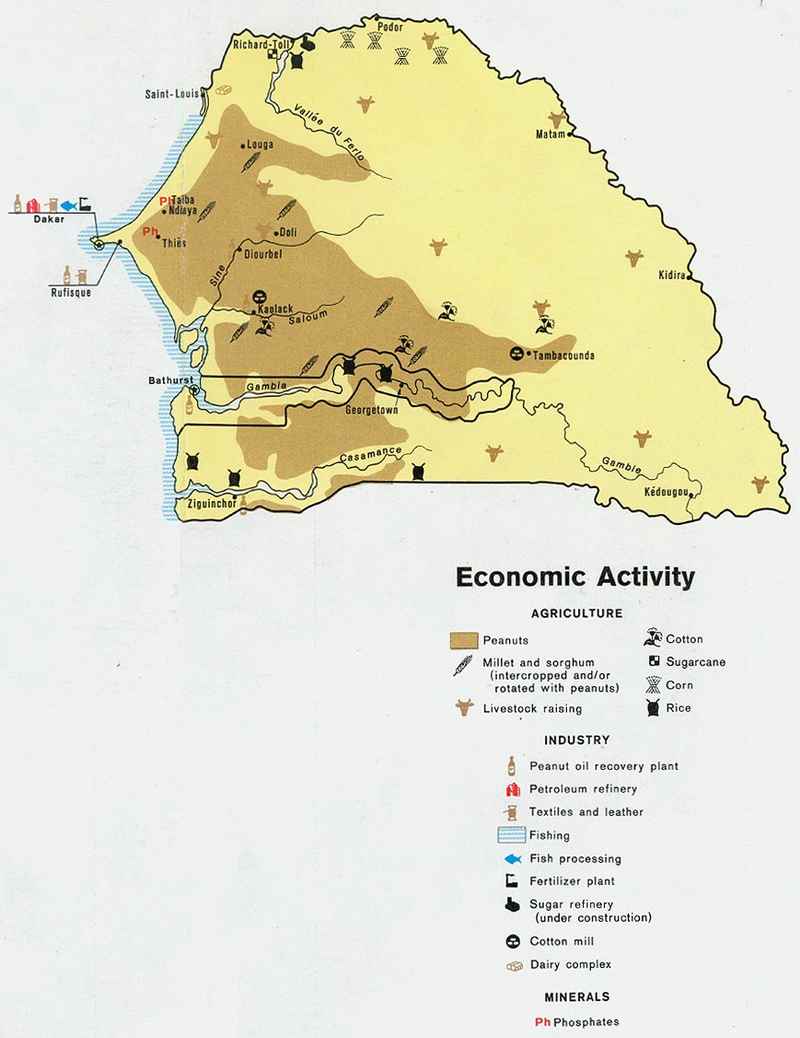 Podor
Richard-Toll
Saint-Louis
Vallée du Ferlo
Matam
Louga
Ph
Taïba
Ndiaye
Dakar
Ph
Thiès
Doli
Diourbel
Kidira
Rufisque
Sine
Kaolack
Saloum
Tambacounda
Bathurst
Gambia
Georgetown
Casamance
Gambie
Ziguinchor
Kédougou
Economic Activity
AGRICULTURE
Peanuts
Cotton
Millet and sorghum
(intercropped and/or
rotated with peanuts)
Sugarcane
Corn
Livestock raising
Rice
INDUSTRY
Peanut oil recovery plant
Petroleum refinery
Textiles and leather
Fishing
Fish processing
Fertilizer plant
Sugar refinery
(under construction)
Cotton mill
Dairy complex
MINERALS
Ph Phosphates